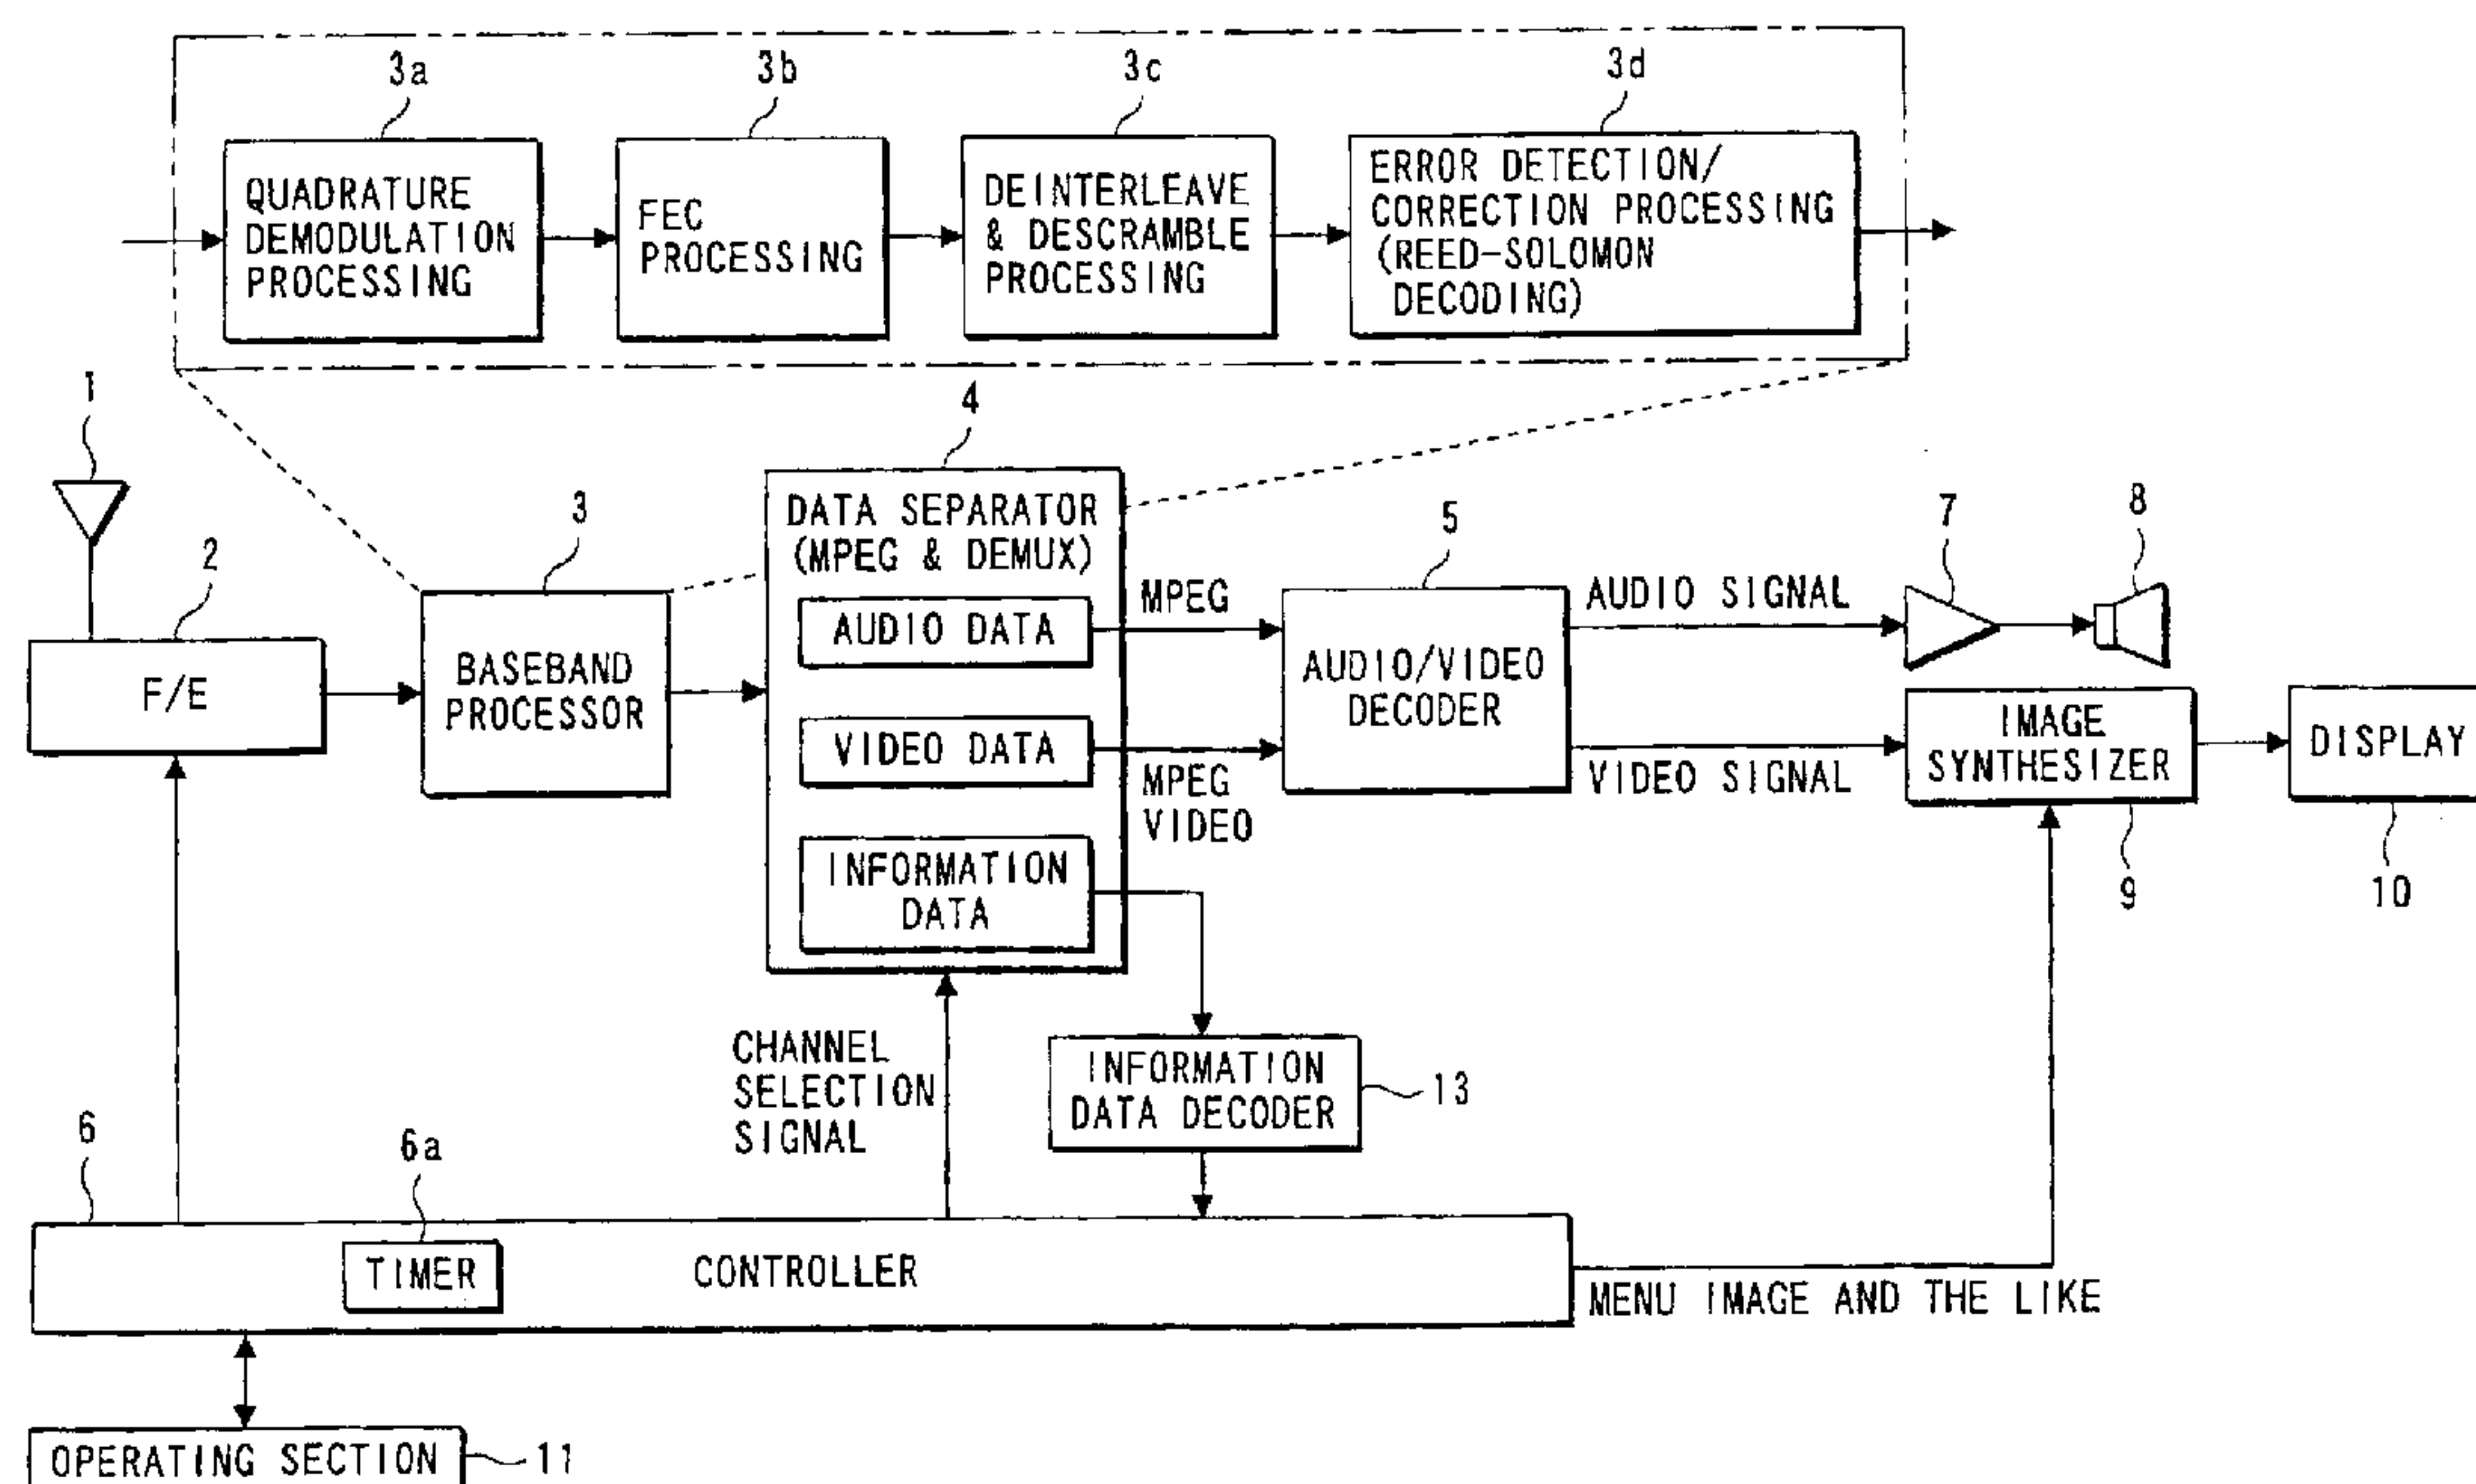 3a
3b
3c
3d
QUADRATURE
DEMODULATION
PROCESSING
FEC
PROCESSING
DEINTERLEAVE
& DESCRAMBLE
PROCESSING
ERROR DETECTION/
CORRECTION PROCESSING
(REED-SOLOMON
DECODING)
1
2
F/E
3
BASEBAND
PROCESSOR
4
DATA SEPARATOR
(MPEG & DEMUX)
AUDIO DATA
VIDEO DATA
INFORMATION
DATA
MPEG
MPEG
VIDEO
5
AUDIO/VIDEO
DECODER
AUDIO SIGNAL
VIDEO SIGNAL
7
8
IMAGE
SYNTHESIZER
9
DISPLAY
10
CHANNEL
SELECTION
SIGNAL
INFORMATION
DATA DECODER
13
6
6a
TIMER
CONTROLLER
MENU IMAGE AND THE LIKE
OPERATING SECTION
11